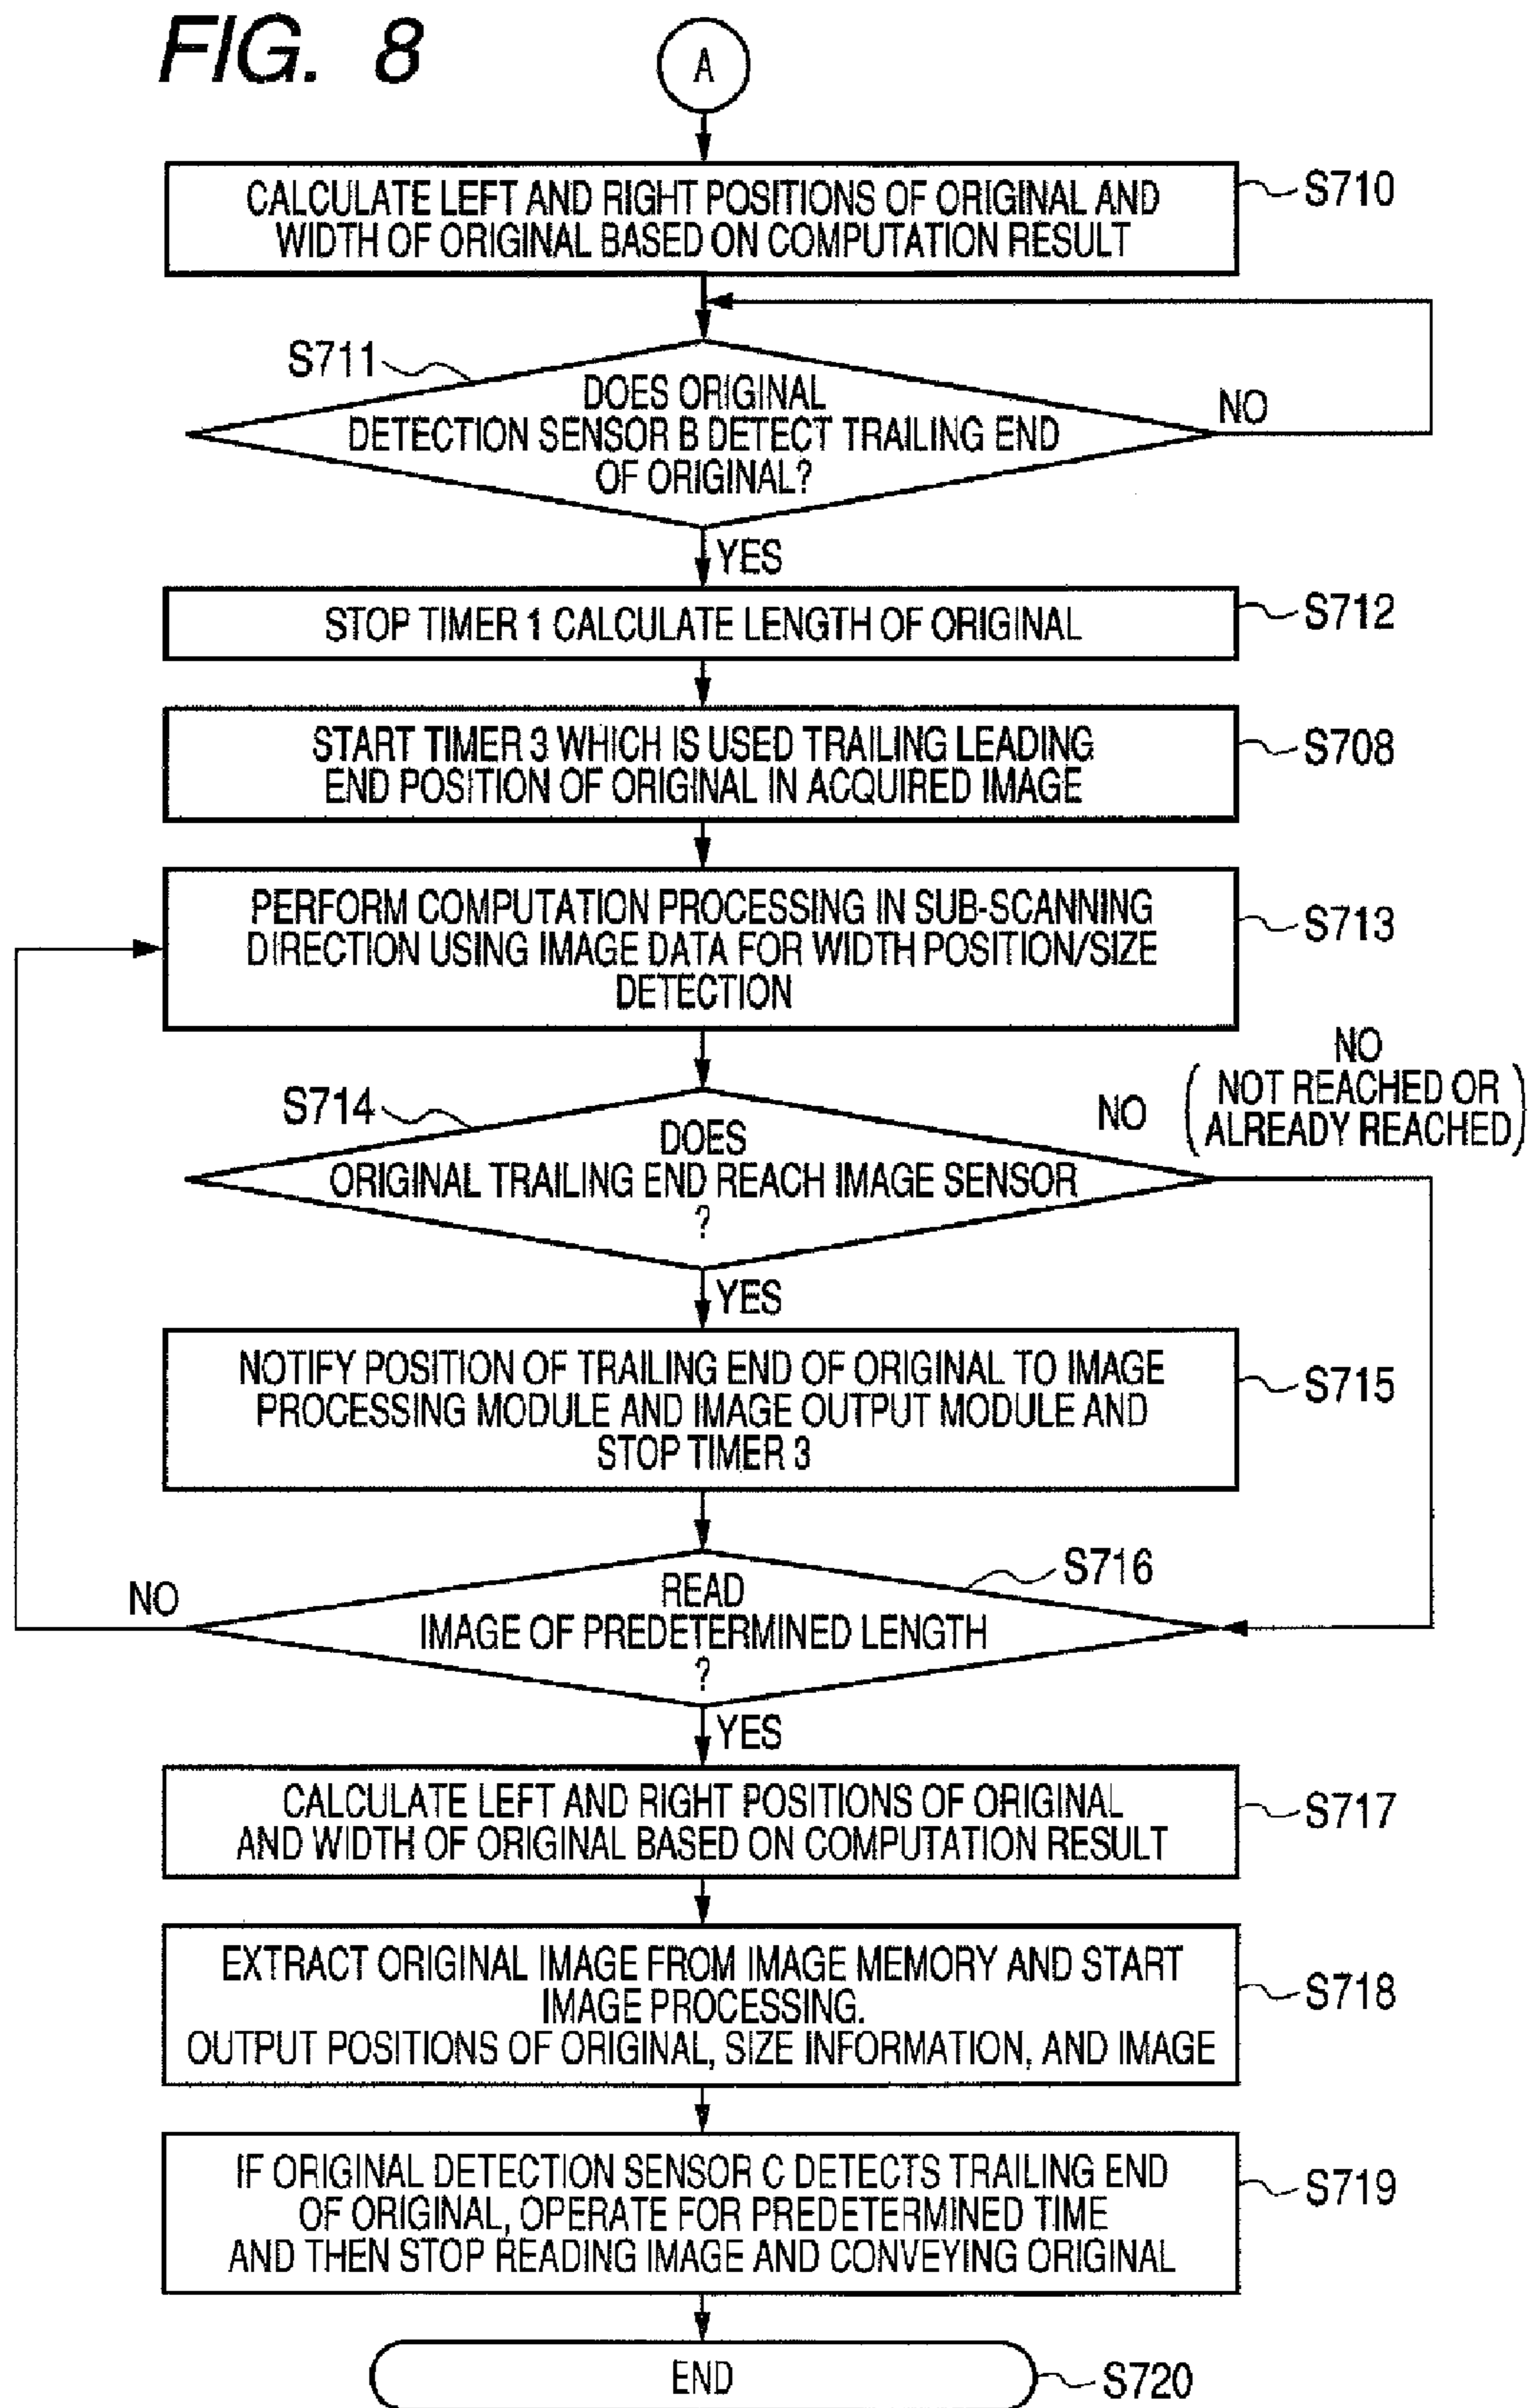 FIG. 8
A
CALCULATE LEFT AND RIGHT POSITIONS OF ORIGINAL AND
WIDTH OF ORIGINAL BASED ON COMPUTATION RESULT
S710
S711
DOES ORIGINAL
DETECTION SENSOR B DETECT TRAILING END
OF ORIGINAL?
NO
YES
STOP TIMER 1 CALCULATE LENGTH OF ORIGINAL
S712
START TIMER 3 WHICH IS USED TRAILING LEADING
END POSITION OF ORIGINAL IN ACQUIRED IMAGE
S708
PERFORM COMPUTATION PROCESSING IN SUB-SCANNING
DIRECTION USING IMAGE DATA FOR WIDTH POSITION/SIZE
DETECTION
S713
S714
DOES
ORIGINAL TRAILING END REACH IMAGE SENSOR
?
NO
NO
(NOT REACHED OR
ALREADY REACHED)
YES
NOTIFY POSITION OF TRAILING END OF ORIGINAL TO IMAGE
PROCESSING MODULE AND IMAGE OUTPUT MODULE AND
STOP TIMER 3
S715
S716
READ
IMAGE OF PREDETERMINED LENGTH
?
NO
YES
CALCULATE LEFT AND RIGHT POSITIONS OF ORIGINAL
AND WIDTH OF ORIGINAL BASED ON COMPUTATION RESULT
S717
EXTRACT ORIGINAL IMAGE FROM IMAGE MEMORY AND START
IMAGE PROCESSING.
OUTPUT POSITIONS OF ORIGINAL, SIZE INFORMATION, AND IMAGE
S718
IF ORIGINAL DETECTION SENSOR C DETECTS TRAILING END
OF ORIGINAL, OPERATE FOR PREDETERMINED TIME
AND THEN STOP READING IMAGE AND CONVEYING ORIGINAL
S719
END
S720